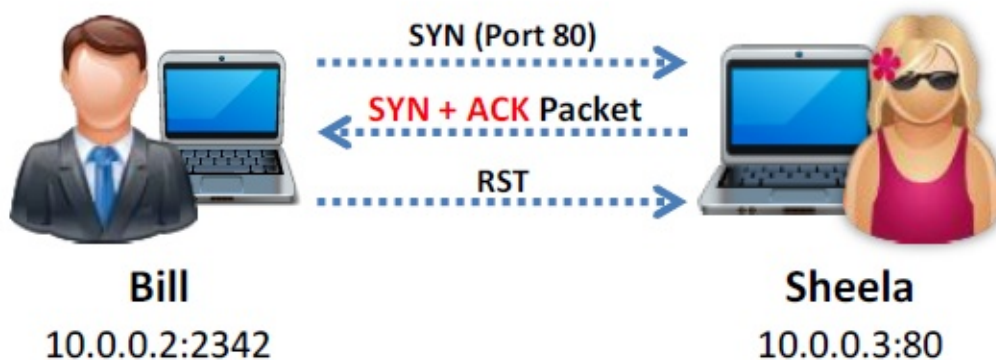 SYN (Port 80)
SYN + ACK Packet
RST
Bill
10.0.0.2:2342
Sheela
10.0.0.3:80